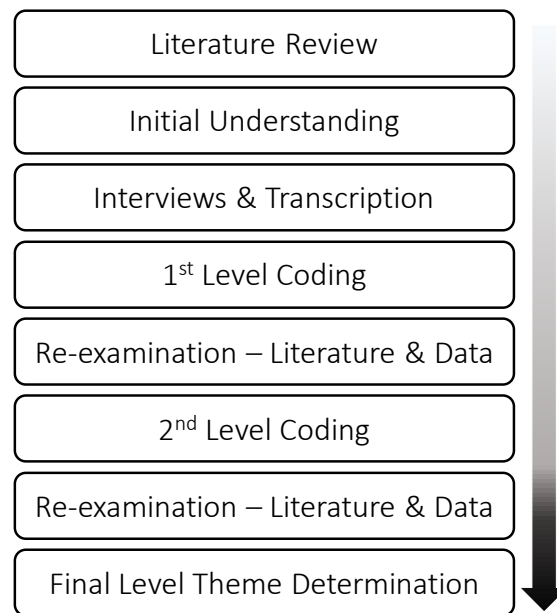 Literature Review
Initial Understanding
Interviews & Transcription
1st Level Coding
Re-examination – Literature & Data
2nd Level Coding
Re-examination – Literature & Data
Final Level Theme Determination